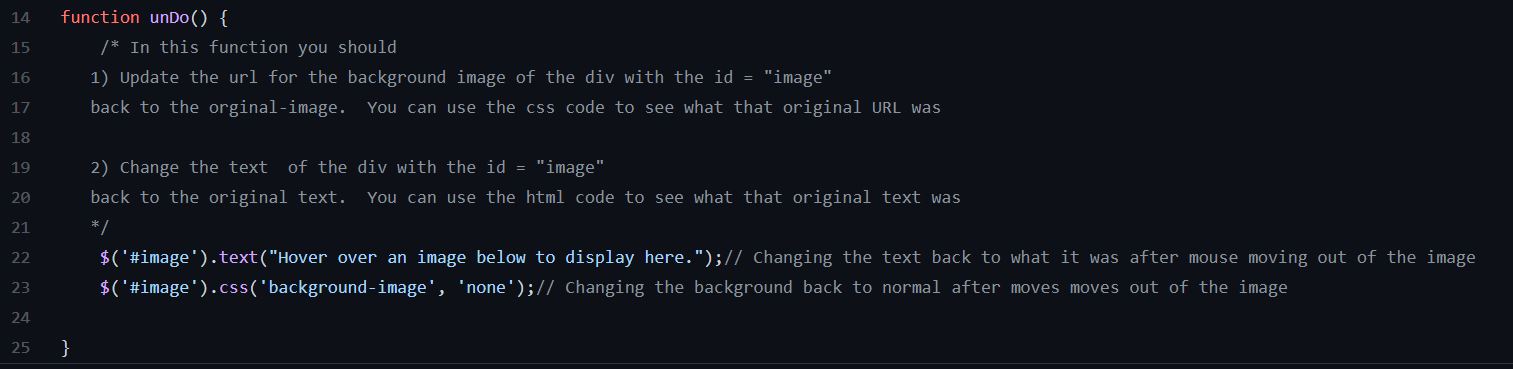 14 function unDo() {
15 /* In this function you should
16 1) Update the url for the background image of the div with the id = "image"
17 back to the orginal-image.  You can use the css code to see what that original URL was
18
19 2) Change the text  of the div with the id = "image"
20 back to the original text.  You can use the html code to see what that original text was
21 */
22 $('#image').text("Hover over an image below to display here.");// Changing the text back to what it was after mouse moving out of the image
23 $('#image').css('background-image', 'none');// Changing the background back to normal after moves moves out of the image
24
25 }